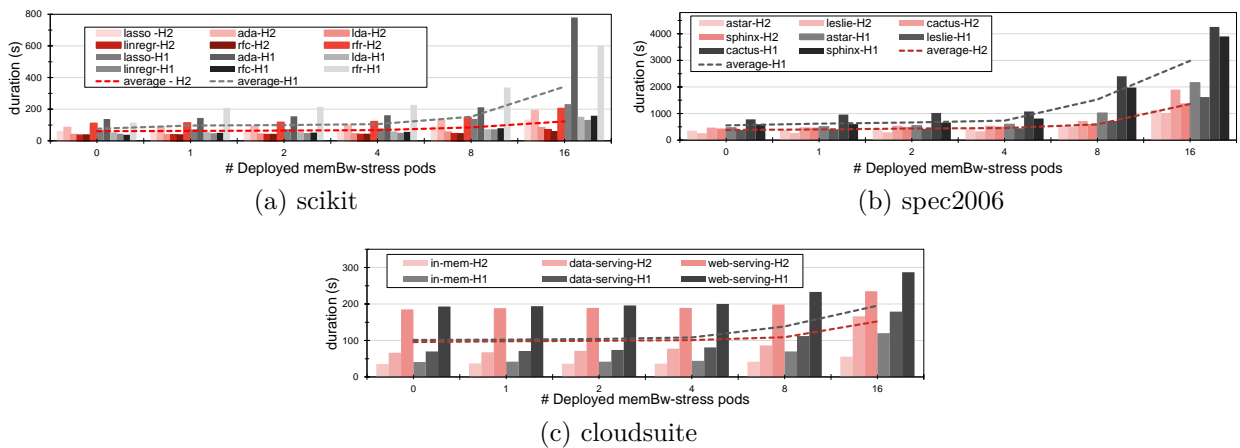 800
600
400
200
0
duration (s)
lasso -H2 ada-H2 lda-H2
linregr-H2 rfc-H2 rfr-H2
lasso-H1 ada-H1 lda-H1
linregr-H1 rfc-H1 rfr-H1
average - H2 average-H1
0 1 2 4 8 16
# Deployed memBw-stress pods
(a) scikit
5000
4000
3000
2000
1000
0
duration (s)
astar-H2 leslie-H2 cactus-H2
sphinx-H2 astar-H1 leslie-H1
cactus-H1 sphinx-H1 average-H2
average-H1
0 1 2 4 8 16
# Deployed memBw-stress pods
(b) spec2006
300
200
100
0
duration (s)
in-mem-H2 data-serving-H2 web-serving-H2
in-mem-H1 data-serving-H1 web-serving-H1
0 1 2 4 8 16
# Deployed memBw-stress pods
(c) cloudsuite